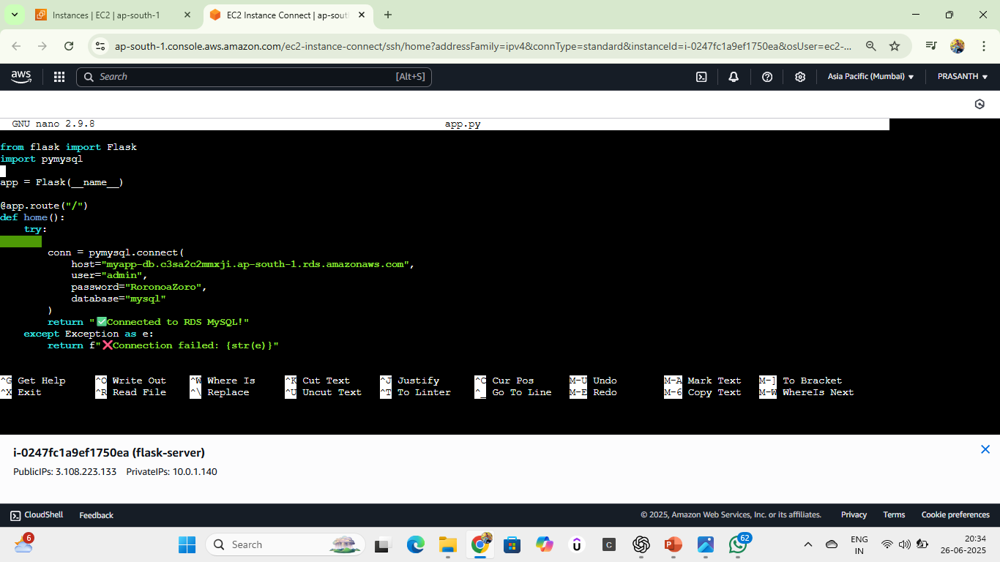 Instances | EC2 | ap-south-1
EC2 Instance Connect | ap-sout
ap-south-1.console.aws.amazon.com/ec2-instance-connect/ssh/home?addressFamily=ipv4&connType=standard&instanceId=i-0247fc1a9ef1750ea&osUser=ec2-...
aws
Search [Alt+S]
Asia Pacific (Mumbai)
PRASANTH
GNU nano 2.9.8 app.py
from flask import Flask
import pymysql
app = Flask(__name__)
@app.route("/")
def home():
    try:
        conn = pymysql.connect(
            host="myapp-db.c3sa2c2mmxji.ap-south-1.rds.amazonaws.com",
            user="admin",
            password="RoronoaZoro",
            database="mysql"
        )
        return "✅Connected to RDS MySQL!"
    except Exception as e:
        return f"❌Connection failed: {str(e)}"
^G Get Help ^O Write Out ^W Where Is ^K Cut Text ^J Justify ^C Cur Pos M-U Undo M-A Mark Text M-] To Bracket
^X Exit ^R Read File ^\ Replace ^U Uncut Text ^T To Linter ^_ Go To Line M-E Redo M-6 Copy Text M-W WhereIs Next
i-0247fc1a9ef1750ea (flask-server)
PublicIPs: 3.108.223.133 PrivateIPs: 10.0.1.140
CloudShell Feedback © 2025, Amazon Web Services, Inc. or its affiliates. Privacy Terms Cookie preferences
6
Search
C
62
ENG
IN
20:34
26-06-2025